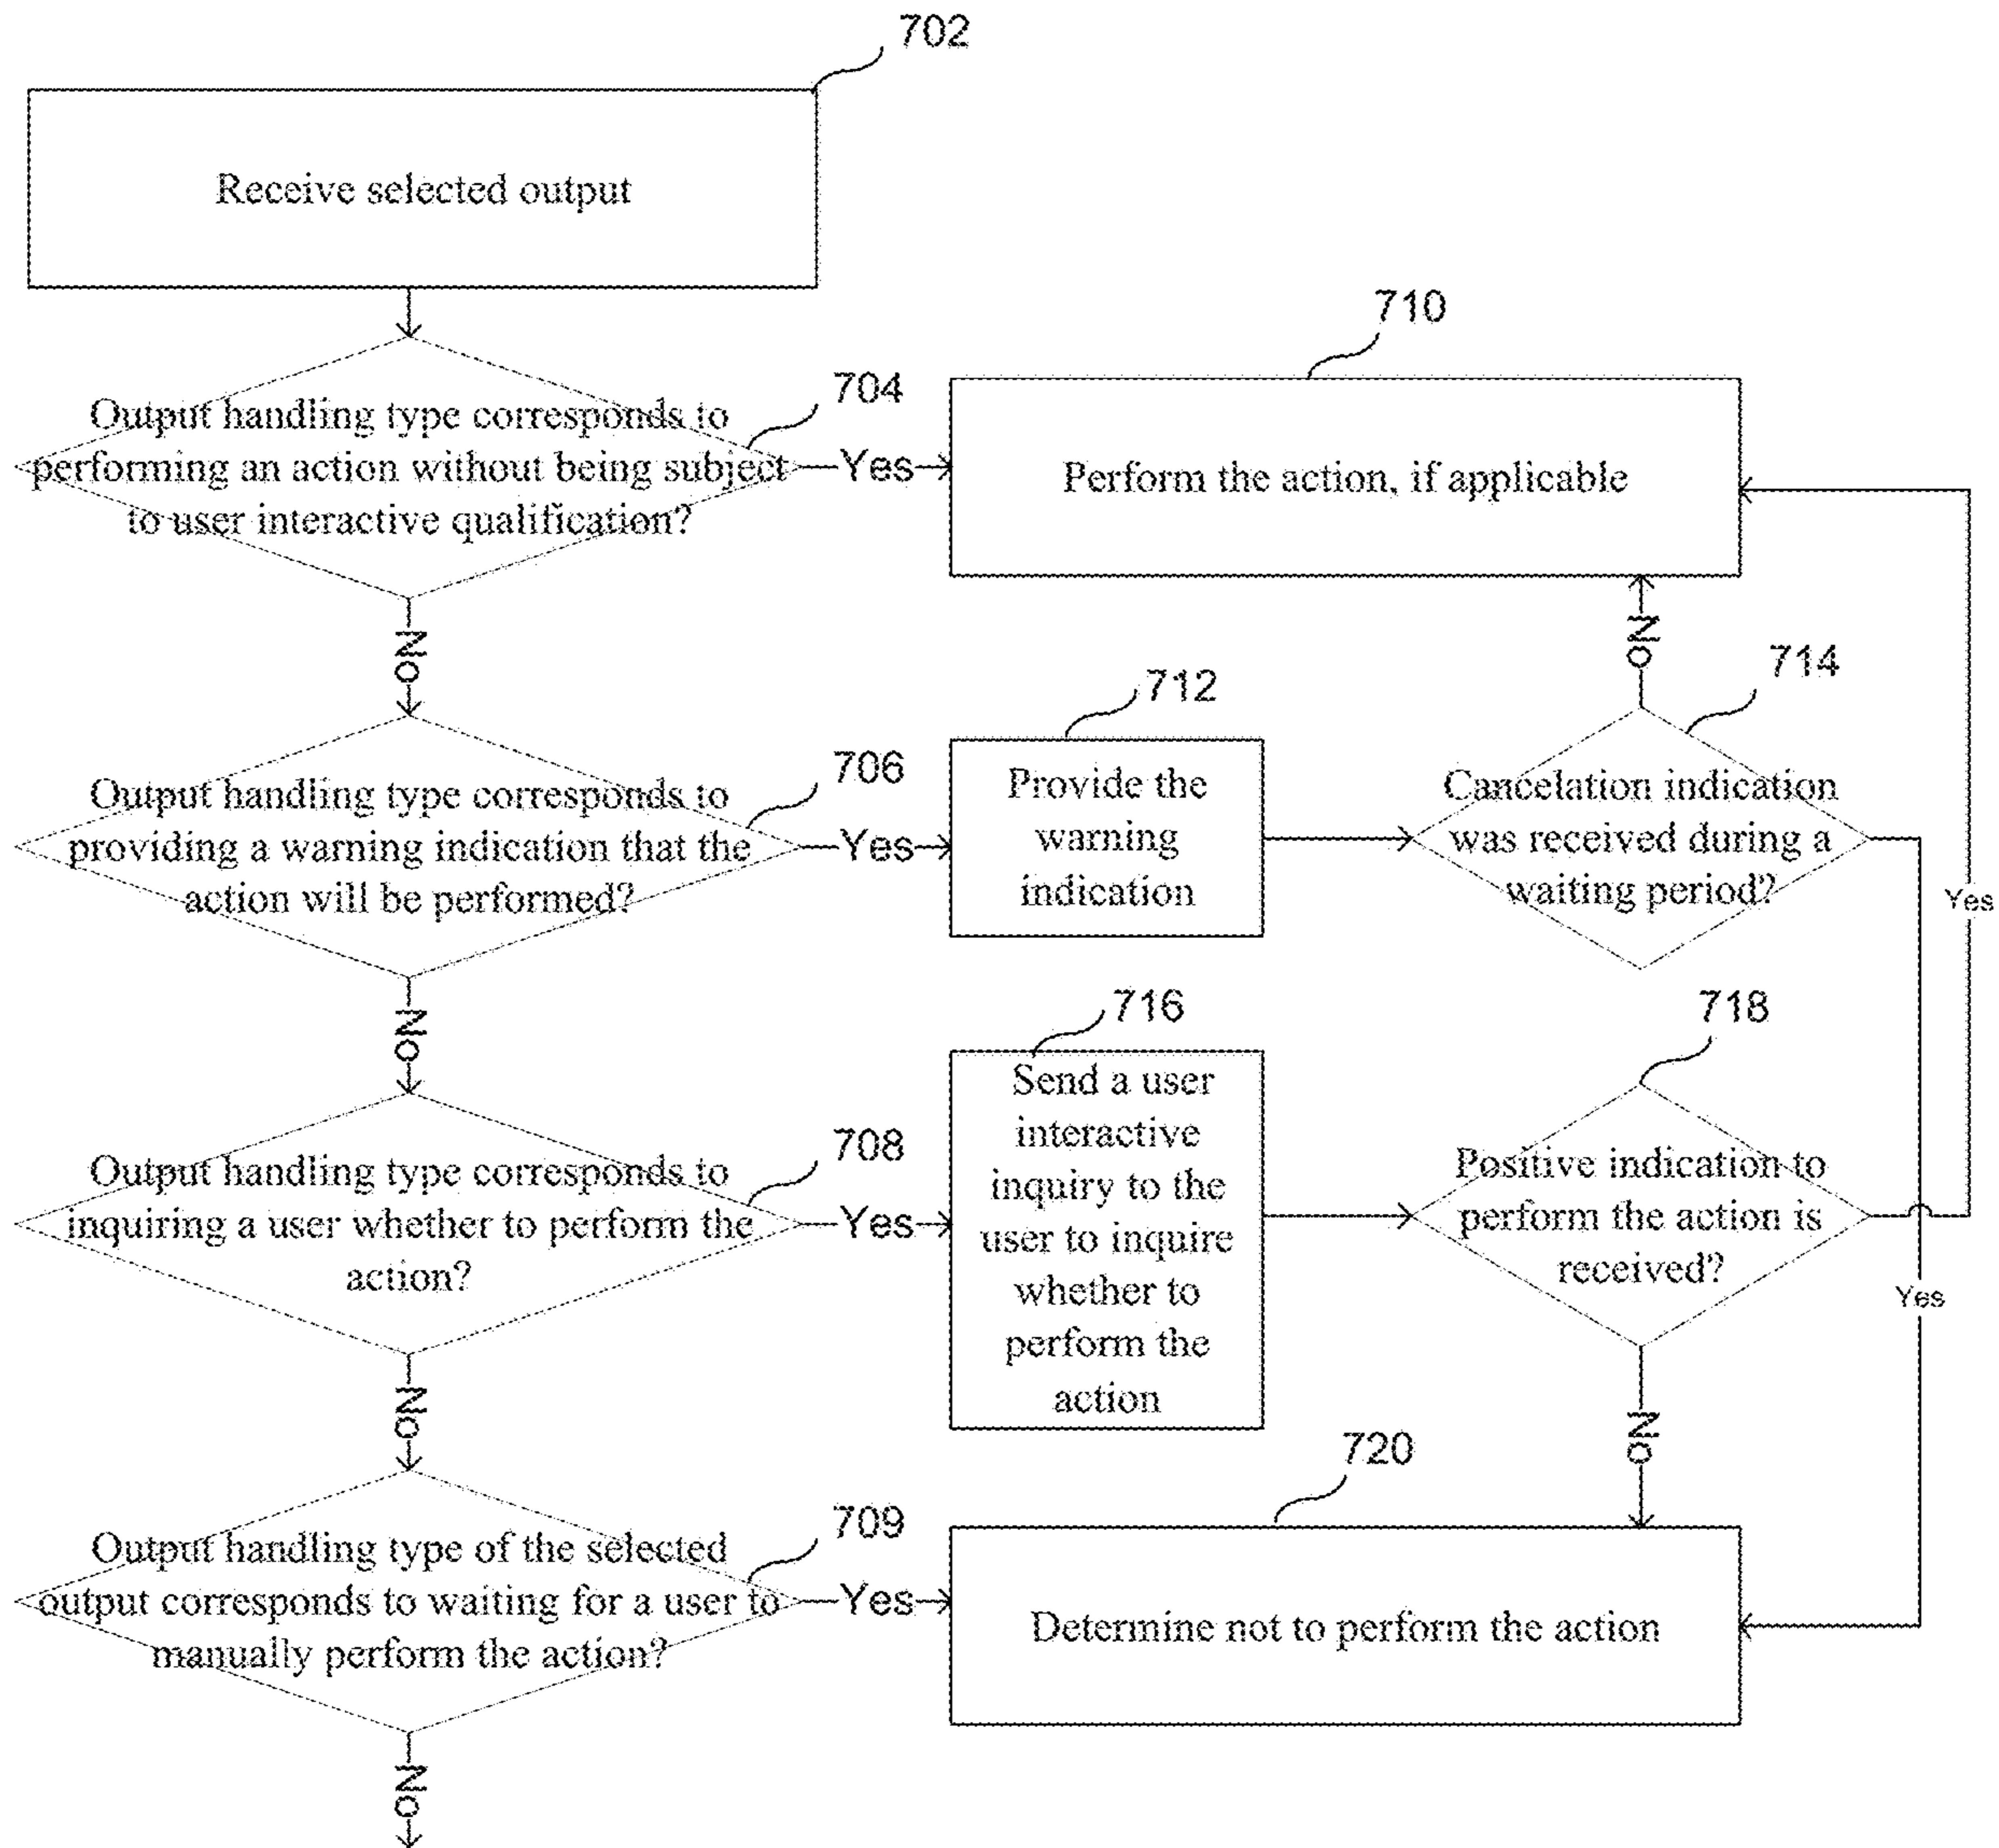 702
Receive selected output
704
Output handling type corresponds to
performing an action without being subject
to user interactive qualification?
Yes
710
Perform the action, if applicable
No
No
706
Output handling type corresponds to
providing a warning indication that the
action will be performed?
Yes
712
Provide the
warning
indication
714
Cancelation indication
was received during a
waiting period?
Yes
No
708
Output handling type corresponds to
inquiring a user whether to perform the
action?
Yes
716
Send a user
interactive
inquiry to the
user to inquire
whether to
perform the
action
718
Positive indication to
perform the action is
received?
Yes
No
No
709
Output handling type of the selected
output corresponds to waiting for a user to
manually perform the action?
Yes
720
Determine not to perform the action
No